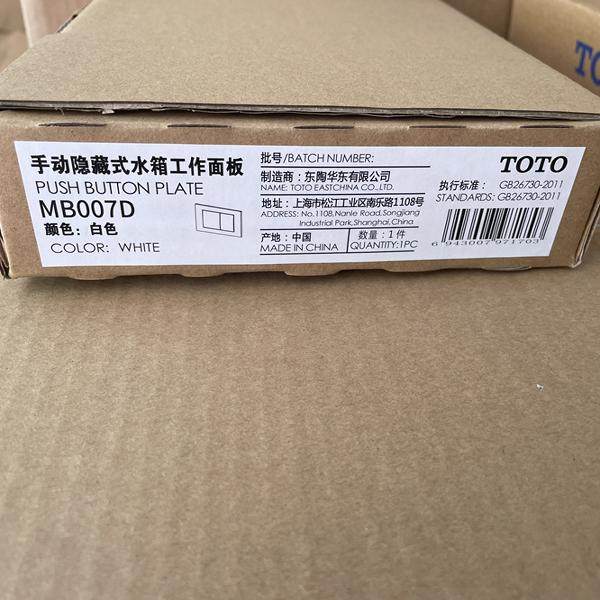 手动隐藏式水箱工作面板
PUSH BUTTON PLATE
MB007D
颜色：白色
COLOR: WHITE
批号/BATCH NUMBER:
制造商：东陶华东有限公司
NAME: TOTO EASTCHINA CO.,LTD.
地址：上海市松江工业区南乐路1108号
ADDRESS: No.1108,Nanle Road,Songjiang
Industrial Park,Shanghai,China
产地：中国
MADE IN CHINA
数量：1件
QUANTITY:1PC
TOTO
执行标准： GB26730-2011
STANDARDS: GB26730-2011
6943007971703
TO